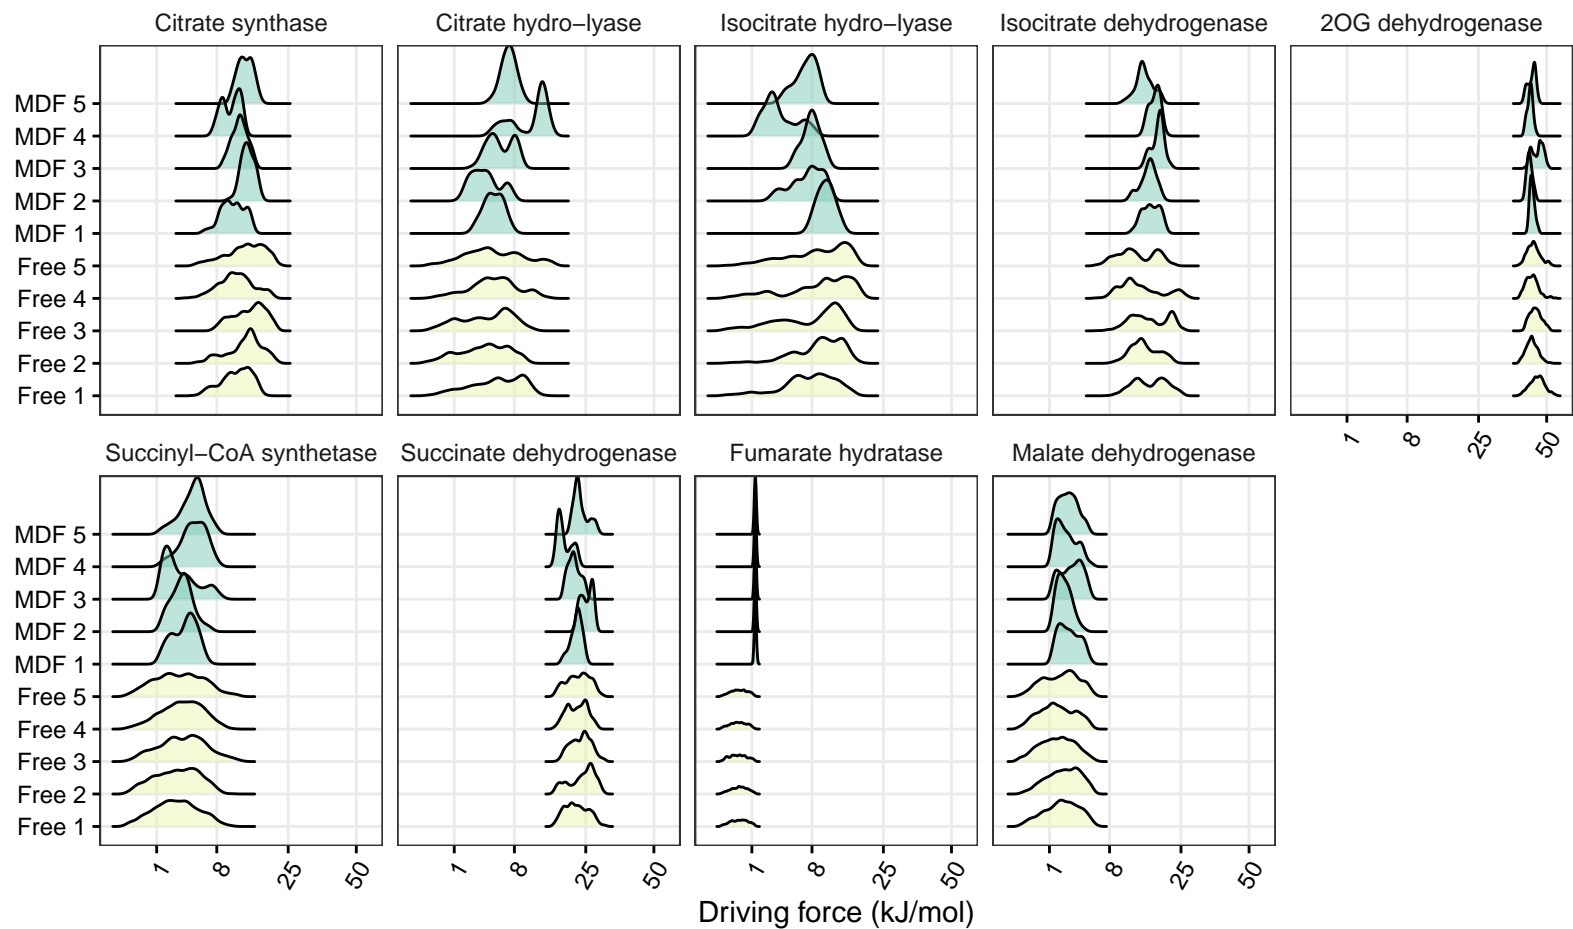 Citrate synthase
Citrate hydro−lyase
Isocitrate hydro−lyase
Isocitrate dehydrogenase
2OG dehydrogenase
MDF 5
MDF 4
MDF 3
MDF 2
MDF 1
Free 5
Free 4
Free 3
Free 2
Free 1
1 8 25 50
Succinyl−CoA synthetase
Succinate dehydrogenase
Fumarate hydratase
Malate dehydrogenase
MDF 5
MDF 4
MDF 3
MDF 2
MDF 1
Free 5
Free 4
Free 3
Free 2
Free 1
1 8 25 50
1 8 25 50
1 8 25 50
1 8 25 50
Driving force (kJ/mol)